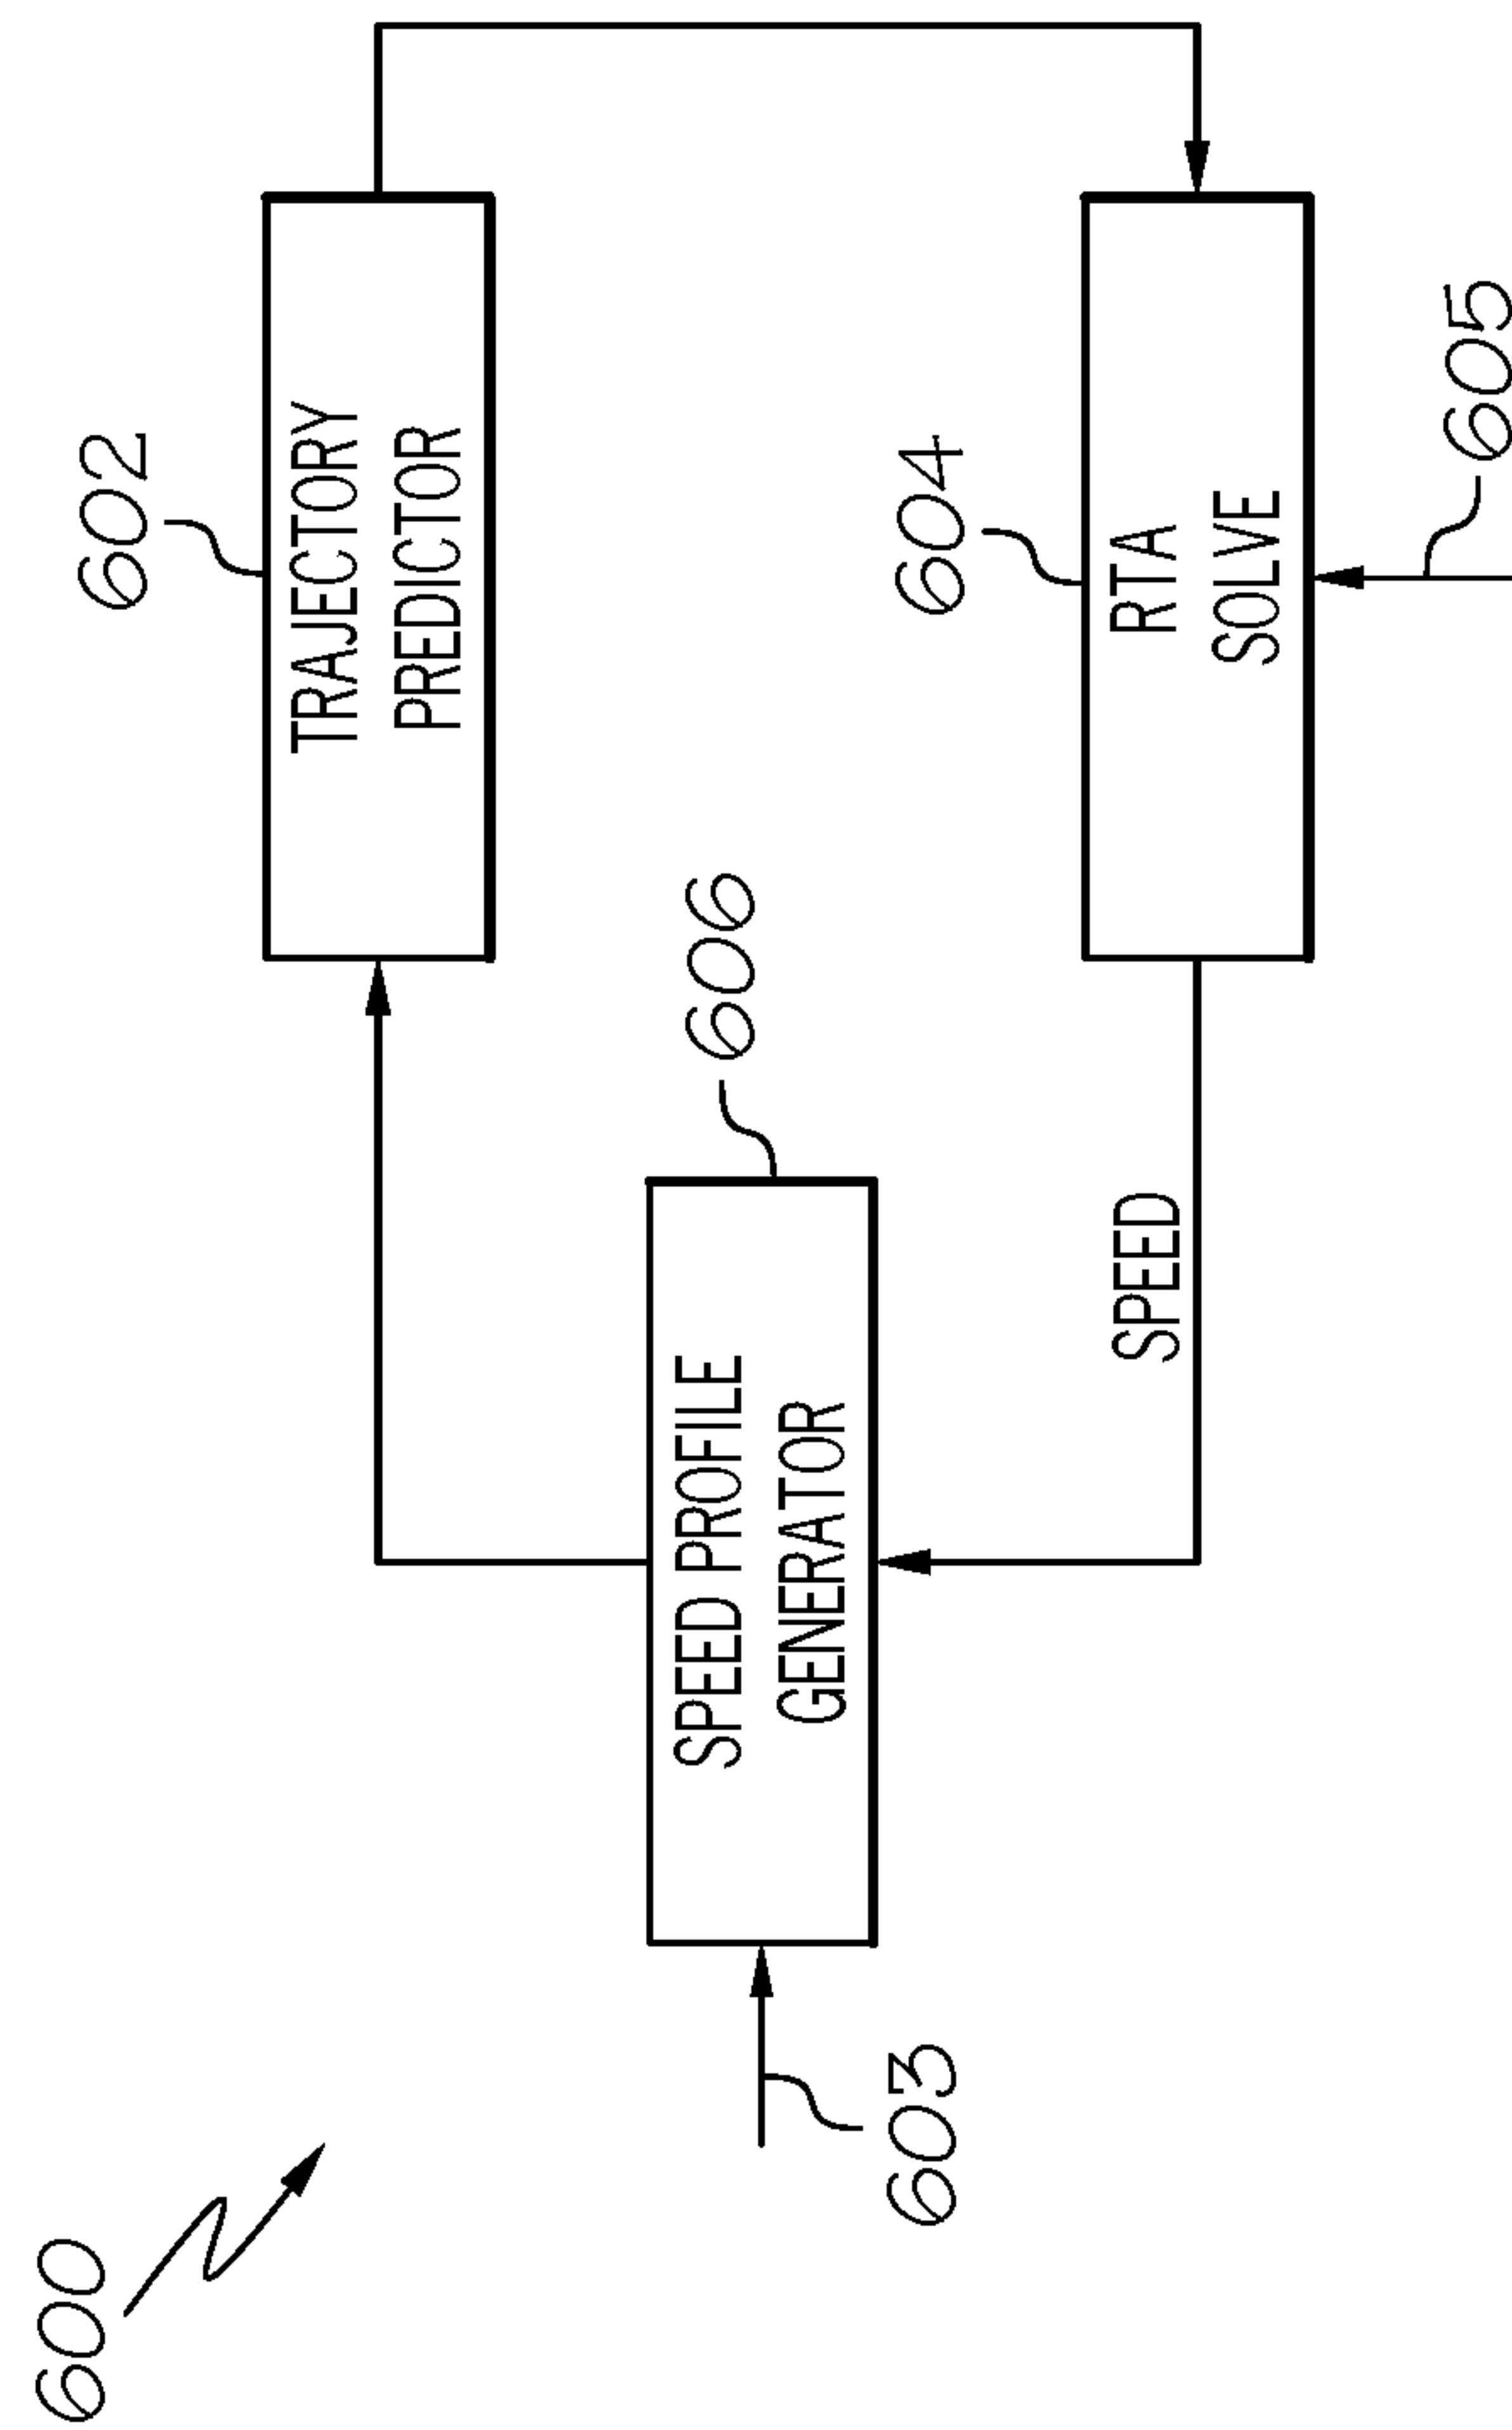 600
602
TRAJECTORY
PREDICTOR
606
603
SPEED PROFILE
GENERATOR
604
SPEED
RTA
SOLVE
605